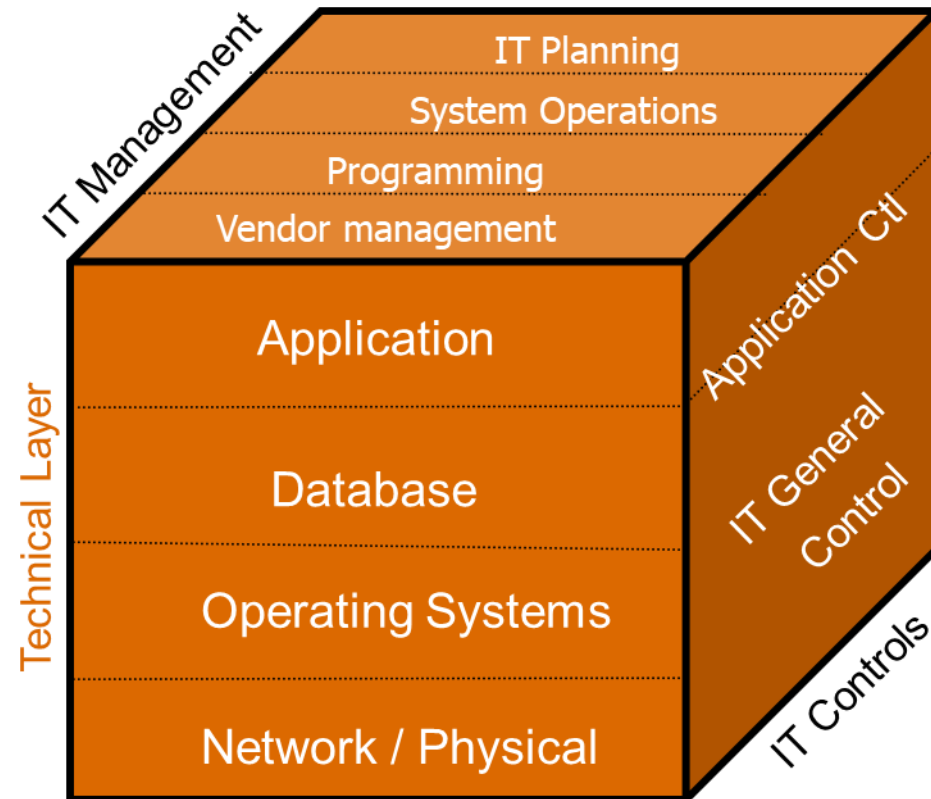 IT Management
IT Planning
System Operations
Programming
Vendor management
Technical Layer
Application
Database
Operating Systems
Network / Physical
Application Ctl
IT General
Control
IT Controls